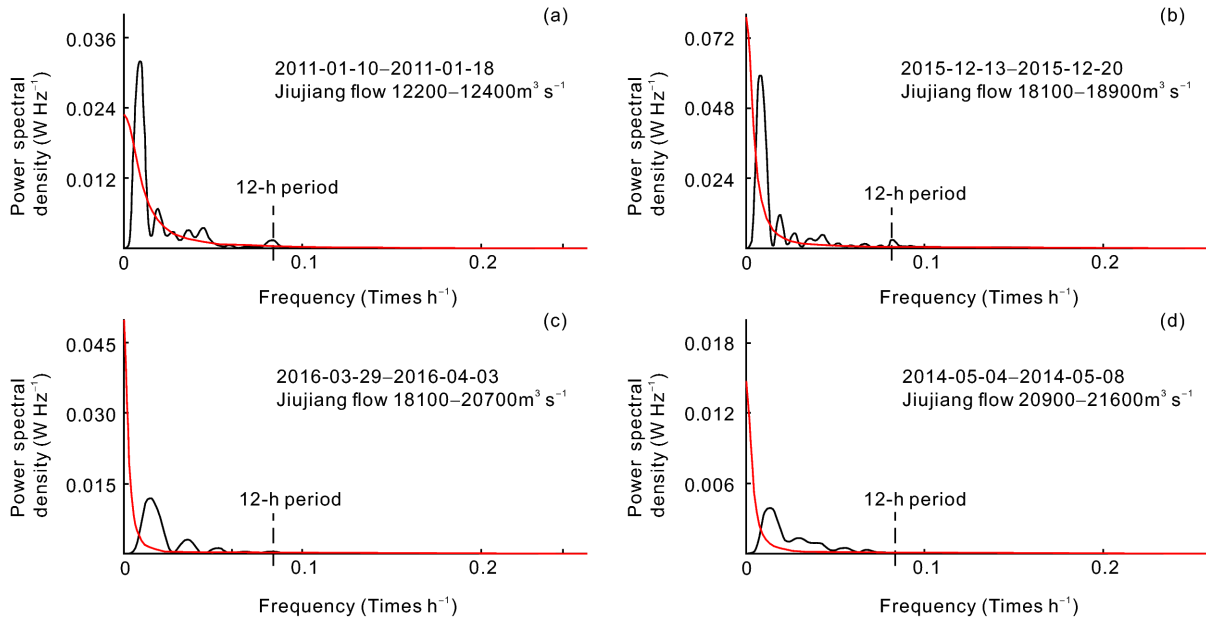 (a)
0.036
0.024
0.012
Power spectral
density (W Hz⁻¹)
2011-01-10–2011-01-18
Jiujiang flow 12200–12400m³ s⁻¹
12-h period
0 0.1 0.2
Frequency (Times h⁻¹)
(b)
0.072
0.048
0.024
Power spectral
density (W Hz⁻¹)
2015-12-13–2015-12-20
Jiujiang flow 18100–18900m³ s⁻¹
12-h period
0 0.1 0.2
Frequency (Times h⁻¹)
(c)
0.045
0.030
0.015
Power spectral
density (W Hz⁻¹)
2016-03-29–2016-04-03
Jiujiang flow 18100–20700m³ s⁻¹
12-h period
0 0.1 0.2
Frequency (Times h⁻¹)
(d)
0.018
0.012
0.006
Power spectral
density (W Hz⁻¹)
2014-05-04–2014-05-08
Jiujiang flow 20900–21600m³ s⁻¹
12-h period
0 0.1 0.2
Frequency (Times h⁻¹)